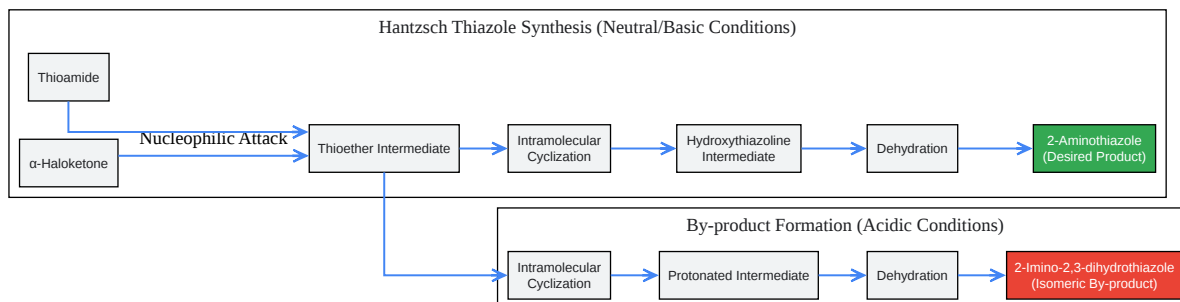 Hantzsch Thiazole Synthesis (Neutral/Basic Conditions)
Thioamide
α-Haloketone
Nucleophilic Attack
Thioether Intermediate
Intramolecular
Cyclization
Hydroxythiazoline
Intermediate
Dehydration
2-Aminothiazole
(Desired Product)
By-product Formation (Acidic Conditions)
Intramolecular
Cyclization
Protonated Intermediate
Dehydration
2-Imino-2,3-dihydrothiazole
(Isomeric By-product)